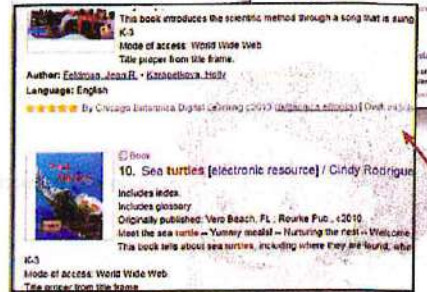 This book introduces the scientific method through a song that is sung
K-3
Mode of access: World Wide Web
Title proper from title frame.
Author: Feldman, Jean R. • Karapetkova, Holly
Language: English
By Chicago Britannica Digital Learning c2013
Book
10. Sea turtles [electronic resource] / Cindy Rodrigue
Includes index.
Includes glossary
Originally published: Vero Beach, FL : Rourke Pub., c2010.
Meet the sea turtle -- Yummy meals! -- Nurturing the nest -- Welcome
This book tells about sea turtles, including where they are found, whe
K-3
Mode of access: World Wide Web
Title proper from title frame